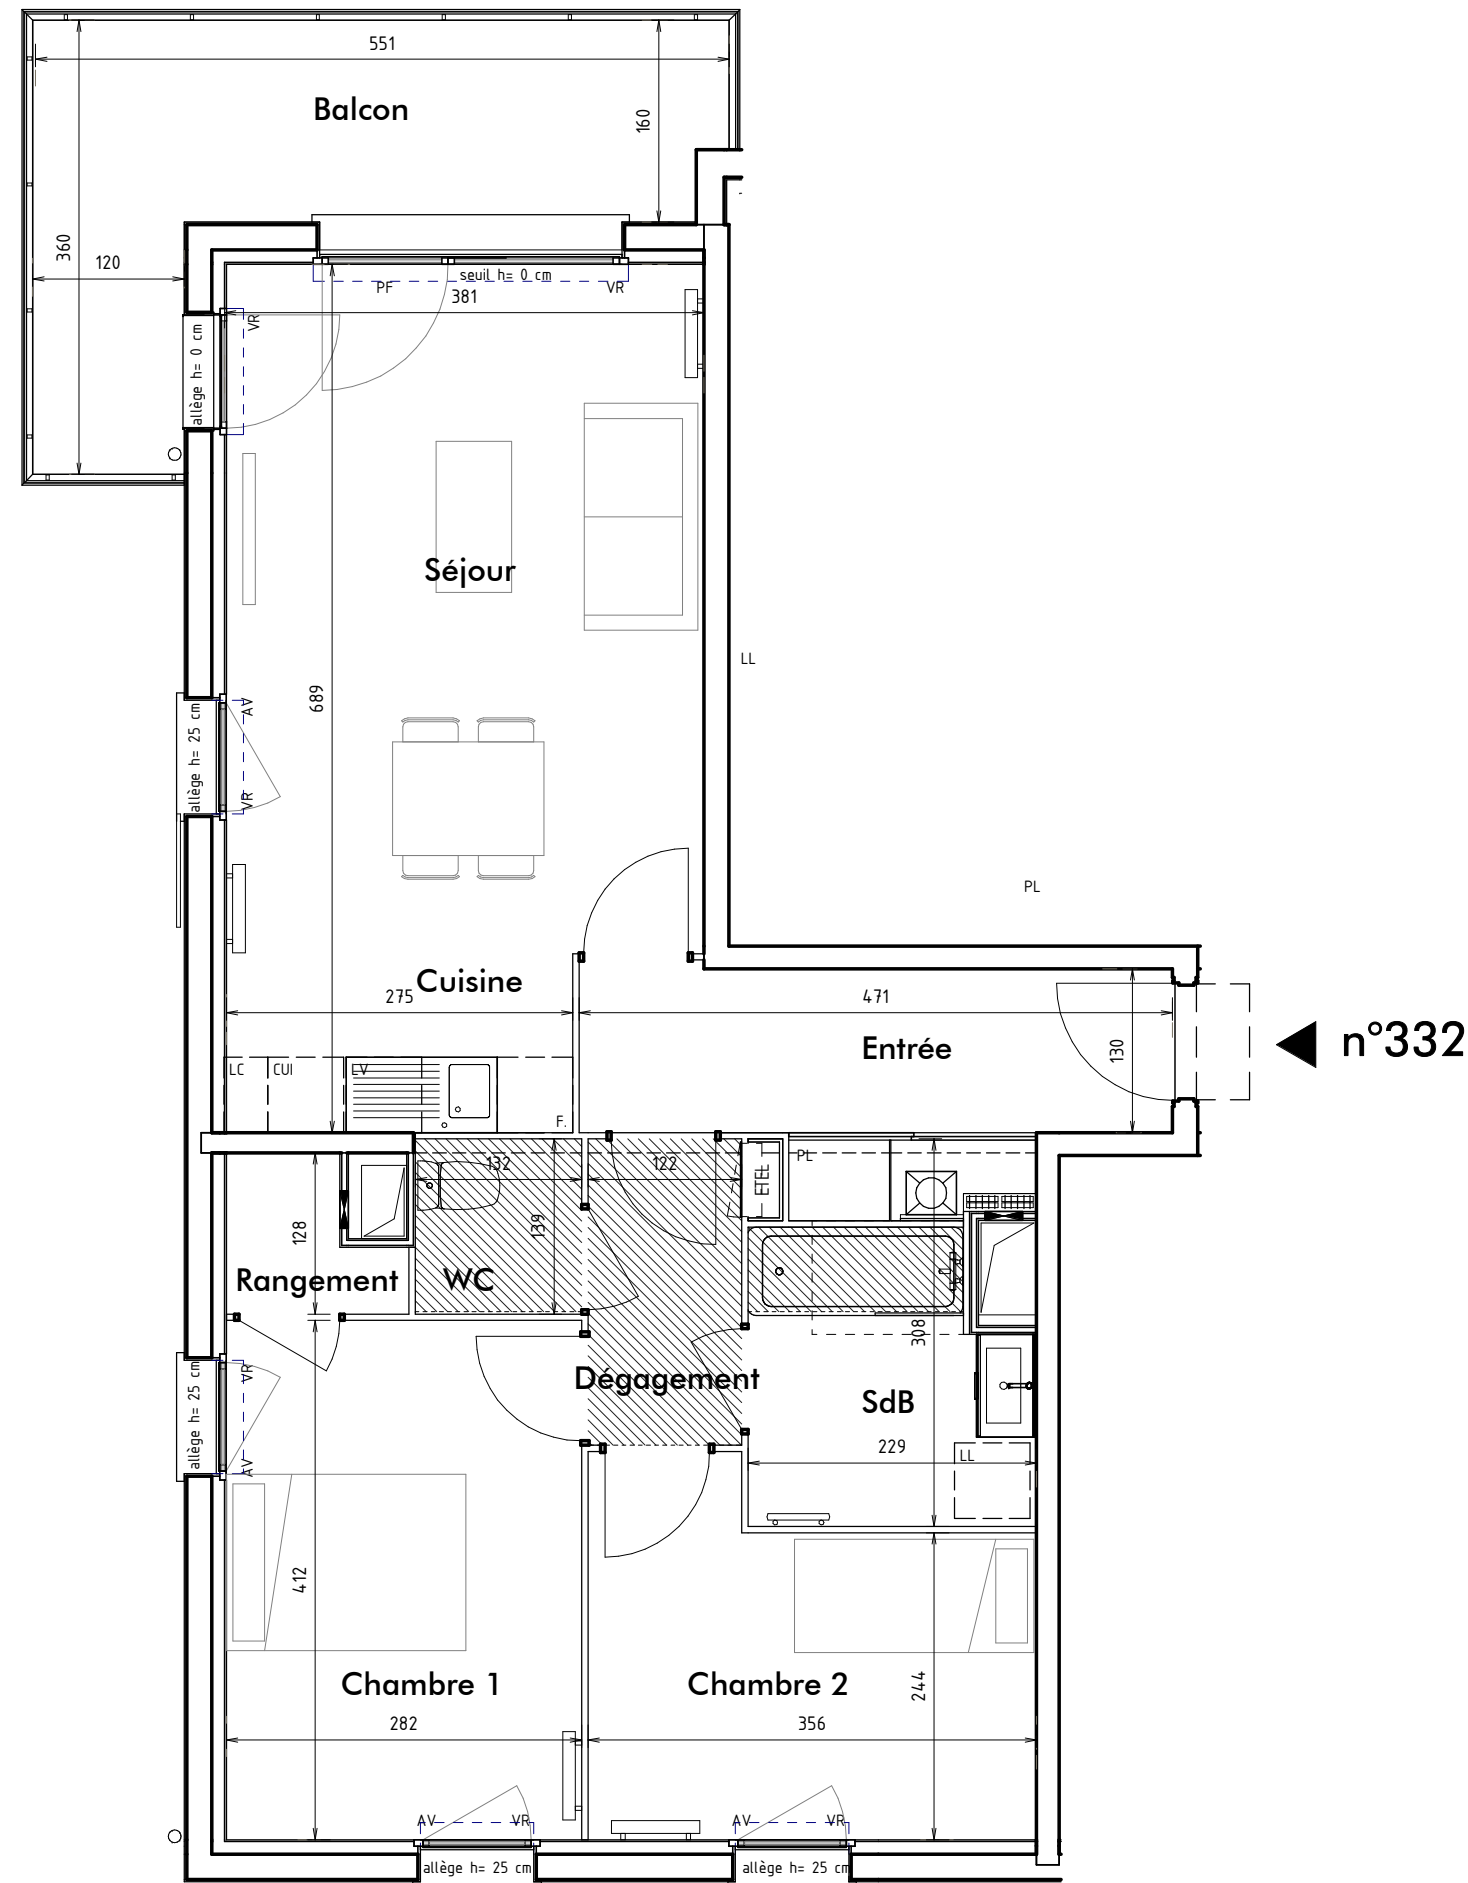 551
Balcon
160
360
120
seuil h= 0 cm
PF
VR
381
VR
allège h= 0 cm
Séjour
LL
689
AV
allège h= 25 cm
VR
PL
Cuisine
275
471
Entrée
130
n°332
LC
CUI
LV
F.
132
122
ETEL
PL
139
128
Rangement
WC
308
Dégagement
SdB
VR
allège h= 25 cm
AV
229
LL
412
Chambre 1
Chambre 2
244
282
356
AV
VR
AV
VR
allège h= 25 cm
allège h= 25 cm